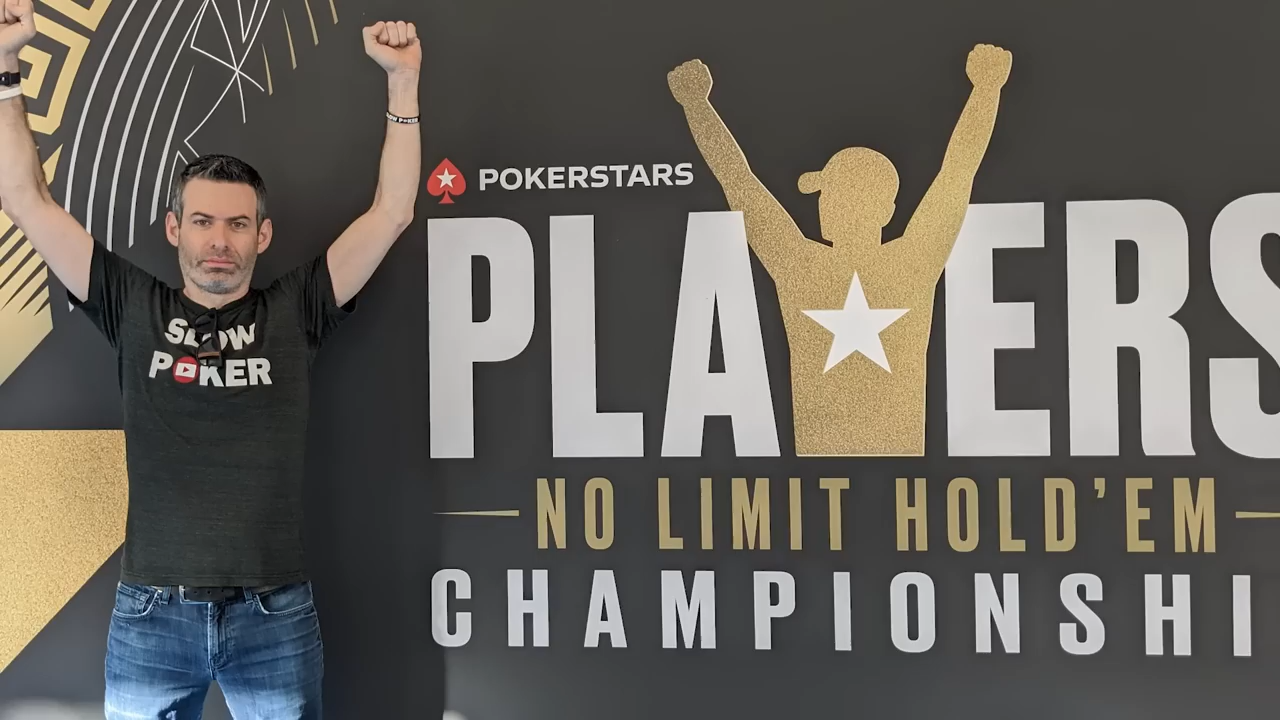 POKERSTARS
PLAYERS
NO LIMIT HOLD'EM
CHAMPIONSHI
SLOW
POKER